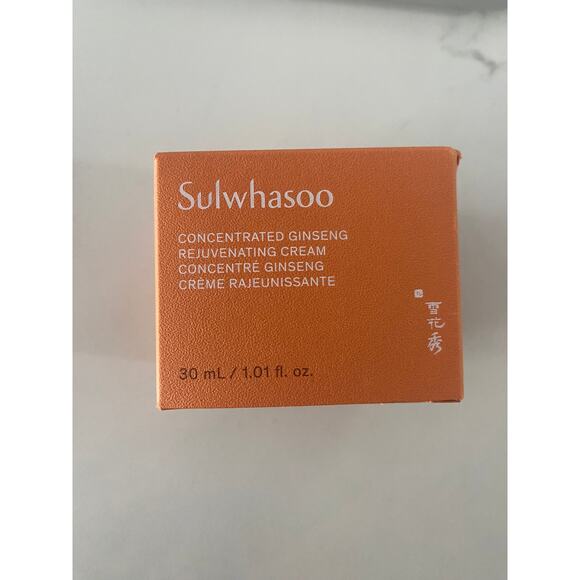 Sulwhasoo
CONCENTRATED GINSENG
REJUVENATING CREAM
CONCENTRÉ GINSENG
CRÈME RAJEUNISSANTE
雪花秀
30 mL / 1.01 fl. oz.